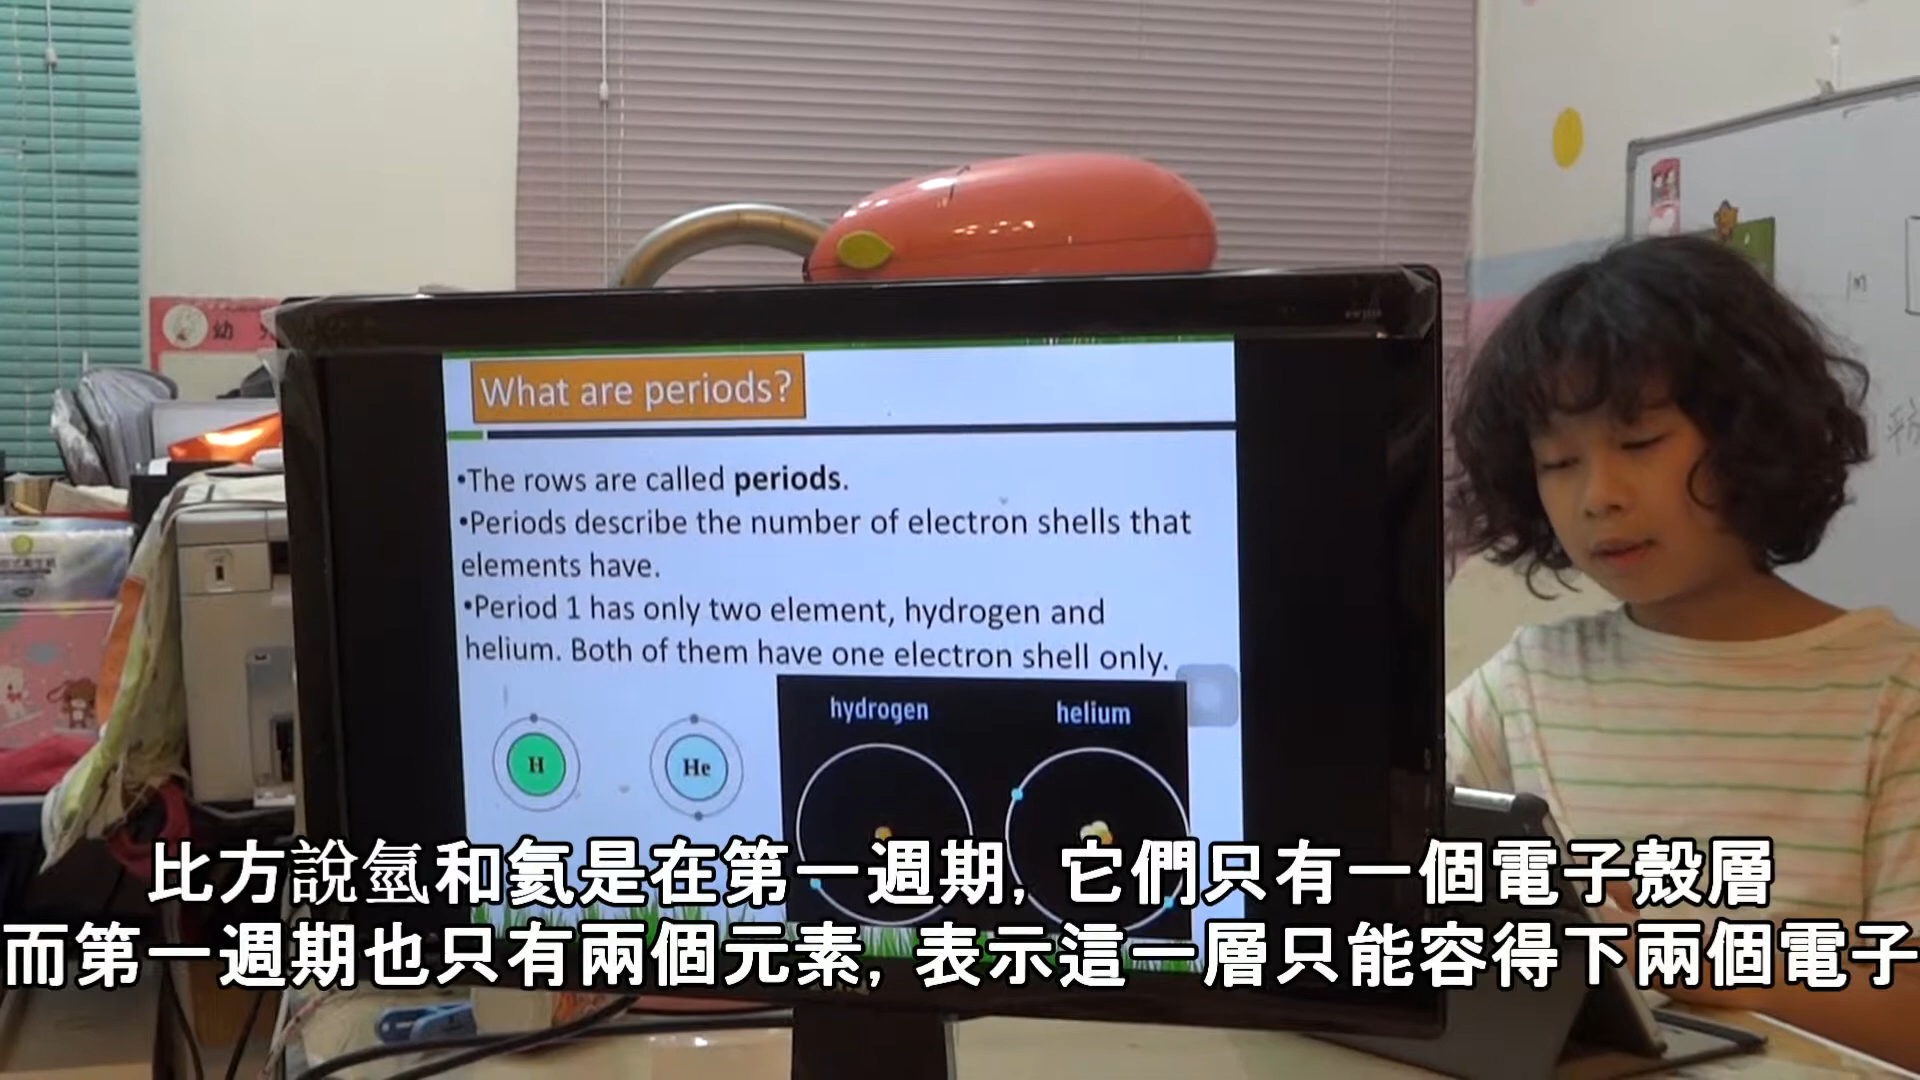 幼
What are periods?
•The rows are called periods.
•Periods describe the number of electron shells that
elements have.
•Period 1 has only two element, hydrogen and
helium. Both of them have one electron shell only.
H
He
hydrogen
helium
比方說氫和氦是在第一週期, 它們只有一個電子殼層
而第一週期也只有兩個元素, 表示這一層只能容得下兩個電子